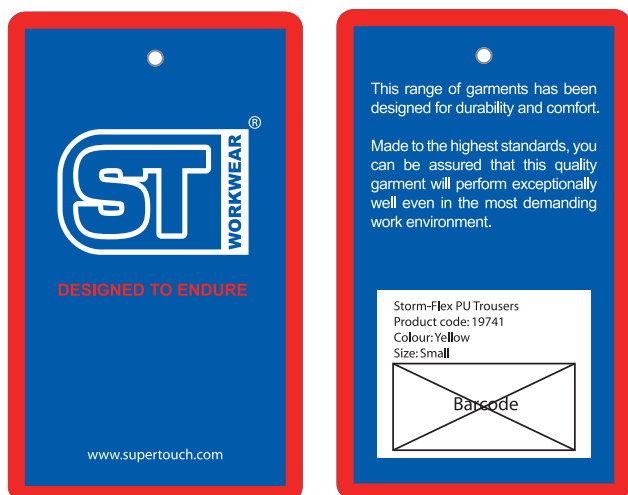 ST
WORKWEAR
®
DESIGNED TO ENDURE
www.supertouch.com
This range of garments has been
designed for durability and comfort.
Made to the highest standards, you
can be assured that this quality
garment will perform exceptionally
well even in the most demanding
work environment.
Storm-Flex PU Trousers
Product code: 19741
Colour: Yellow
Size: Small
Barcode